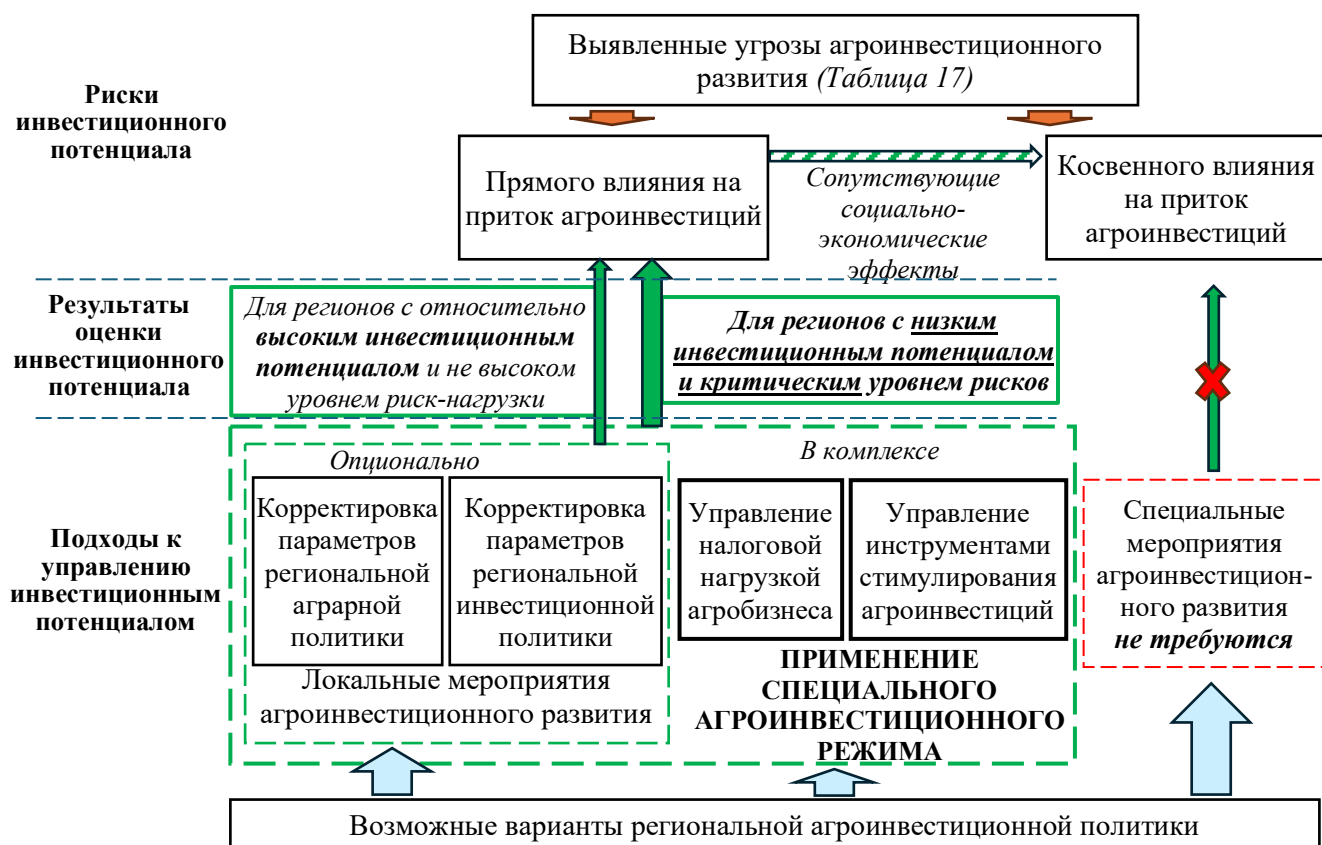 Выявленные угрозы агроинвестиционного
развития (Таблица 17)
Риски
инвестиционного
потенциала
Прямого влияния на
приток агроинвестиций
Сопутствующие
социально-
экономические
эффекты
Косвенного влияния
на приток
агроинвестиций
Результаты
оценки
инвестиционного
потенциала
Для регионов с относительно
высоким инвестиционным
потенциалом и не высоком
уровнем риск-нагрузки
Для регионов с низким
инвестиционным потенциалом
и критическим уровнем рисков
Подходы к
управлению
инвестиционным
потенциалом
Опционально
Корректировка
параметров
региональной
аграрной
политики
Корректировка
параметров
региональной
инвестиционной
политики
Локальные мероприятия
агроинвестиционного развития
В комплексе
Управление
налоговой
нагрузкой
агробизнеса
Управление
инструментами
стимулирования
агроинвестиций
ПРИМЕНЕНИЕ
СПЕЦИАЛЬНОГО
АГРОИНВЕСТИЦИОННОГО
РЕЖИМА
Специальные
мероприятия
агроинвестицион-
ного развития
не требуются
Возможные варианты региональной агроинвестиционной политики